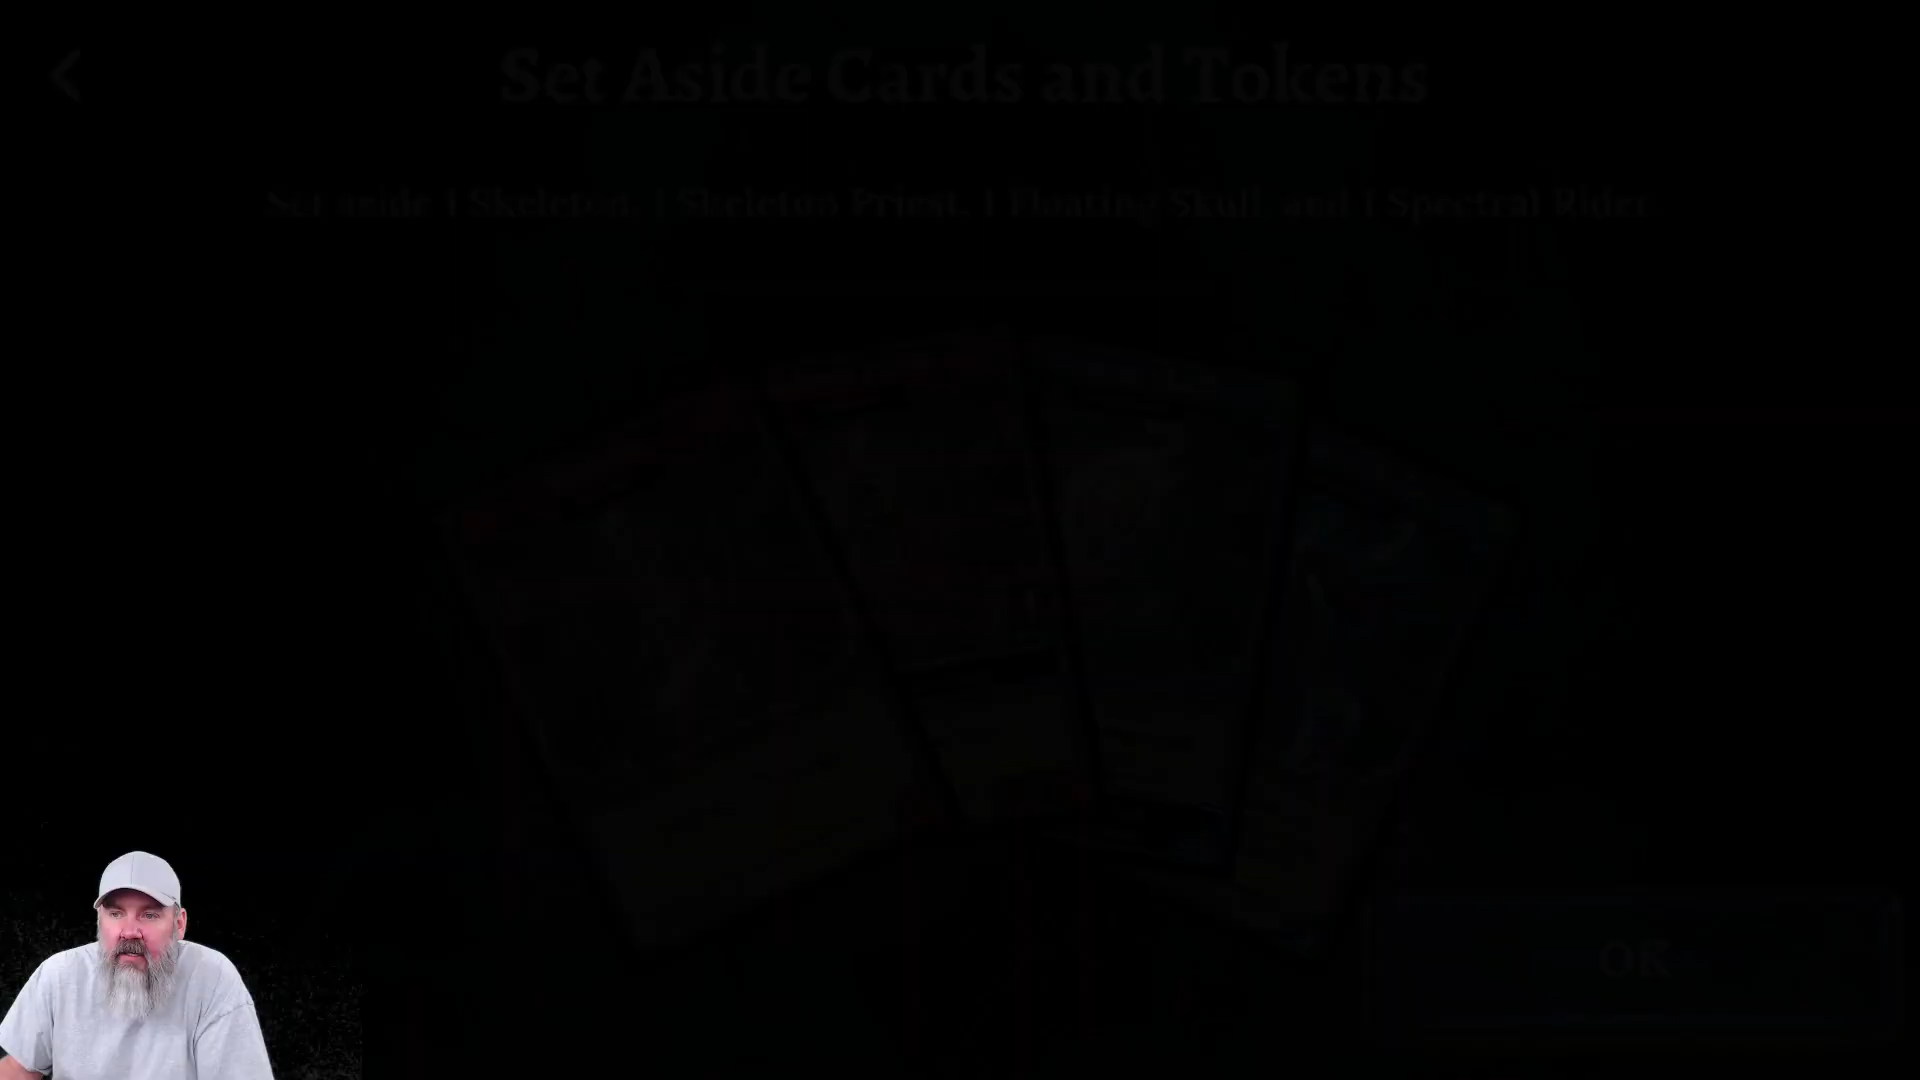 Set Aside Cards and Tokens
Set aside 1 Skeleton, 1 Skeleton Priest, 1 Floating Skull, and 1 Spectral Rider.
OK